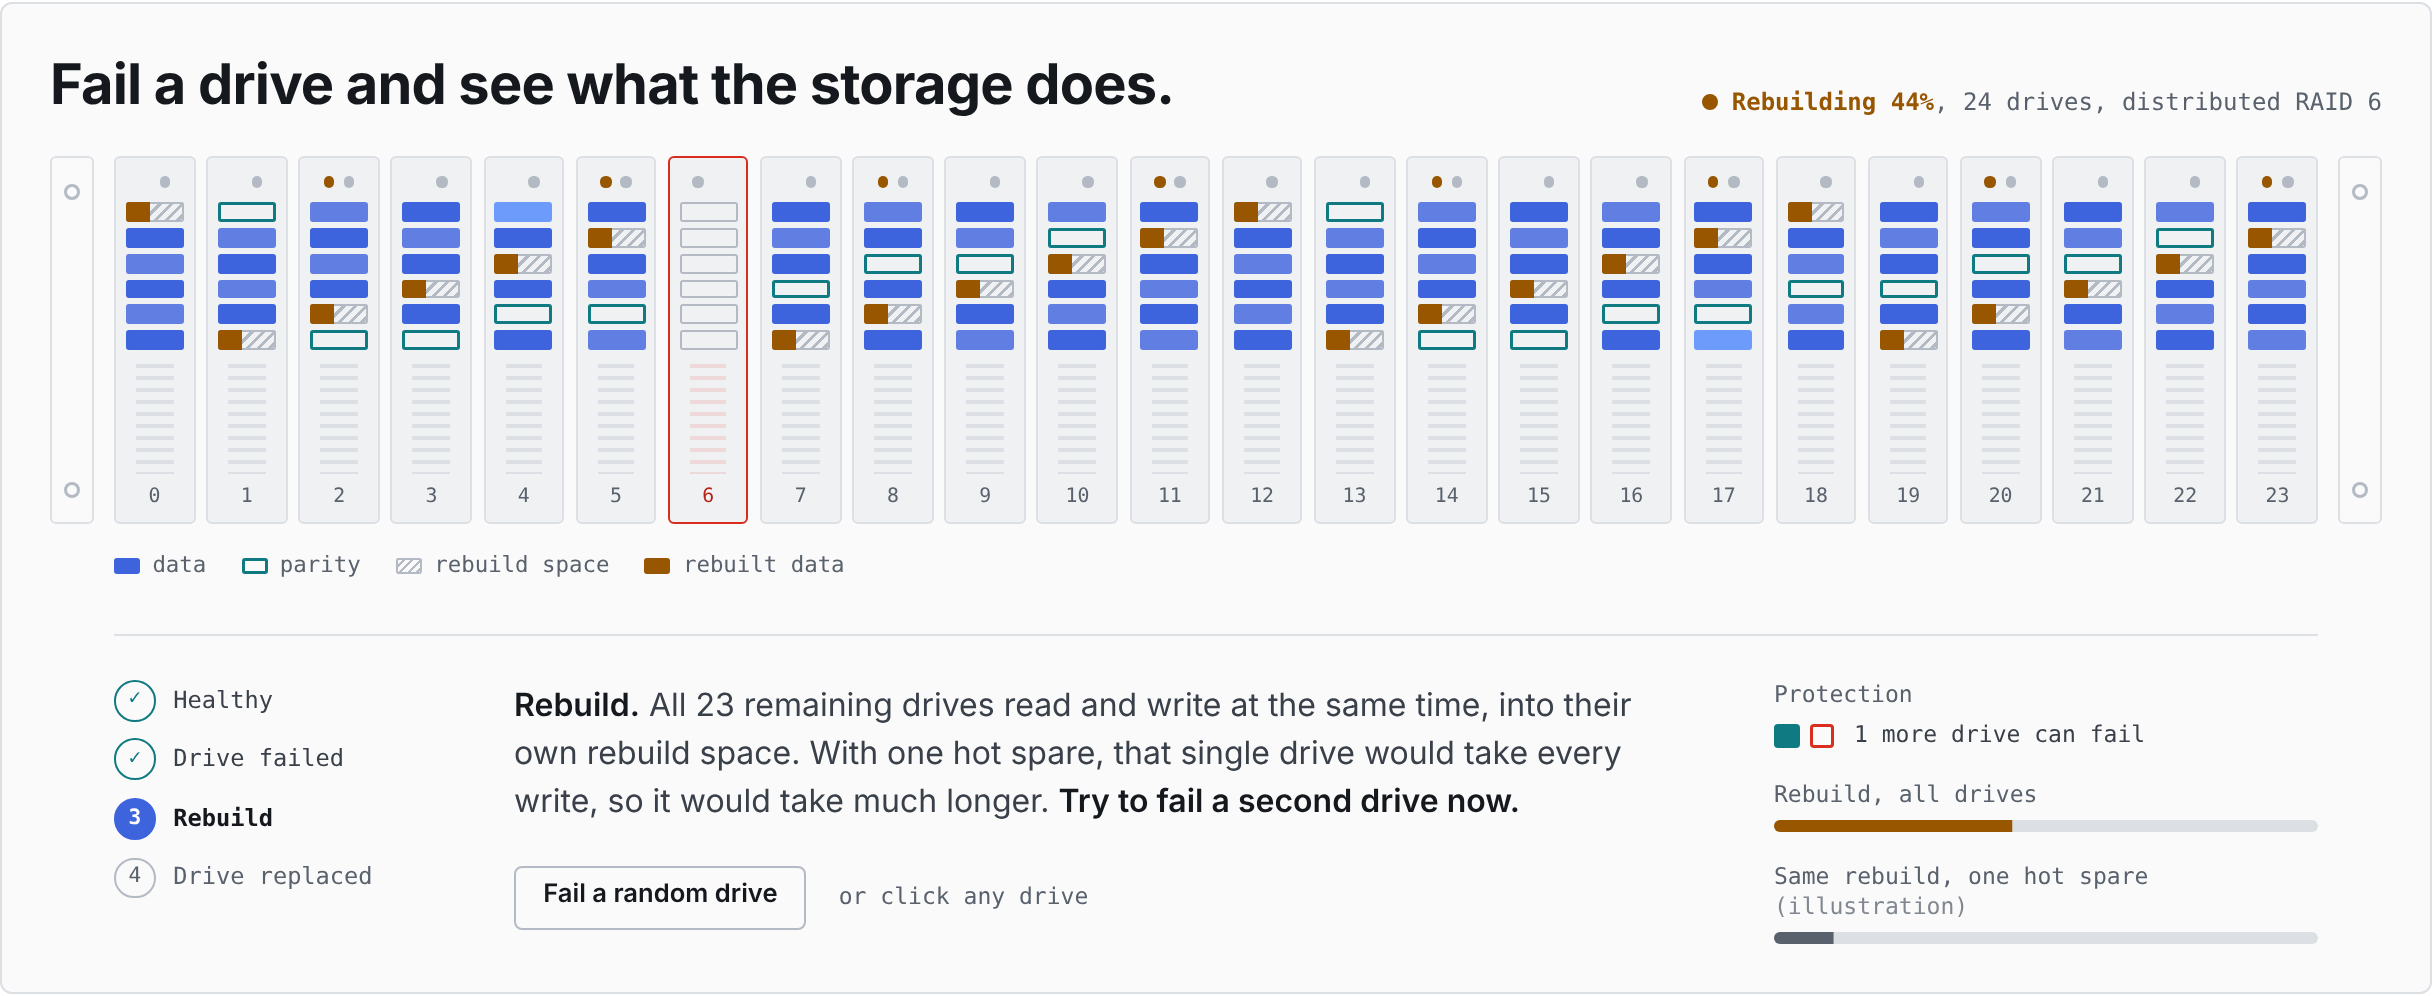 Fail a drive and see what the storage does.
Rebuilding 44%, 24 drives, distributed RAID 6
0 1 2 3 4 5 6 7 8 9 10 11 12 13 14 15 16 17 18 19 20 21 22 23
data parity rebuild space rebuilt data
✓ Healthy
✓ Drive failed
3 Rebuild
4 Drive replaced
Rebuild. All 23 remaining drives read and write at the same time, into their
own rebuild space. With one hot spare, that single drive would take every
write, so it would take much longer. Try to fail a second drive now.
Fail a random drive or click any drive
Protection
1 more drive can fail
Rebuild, all drives
Same rebuild, one hot spare
(illustration)